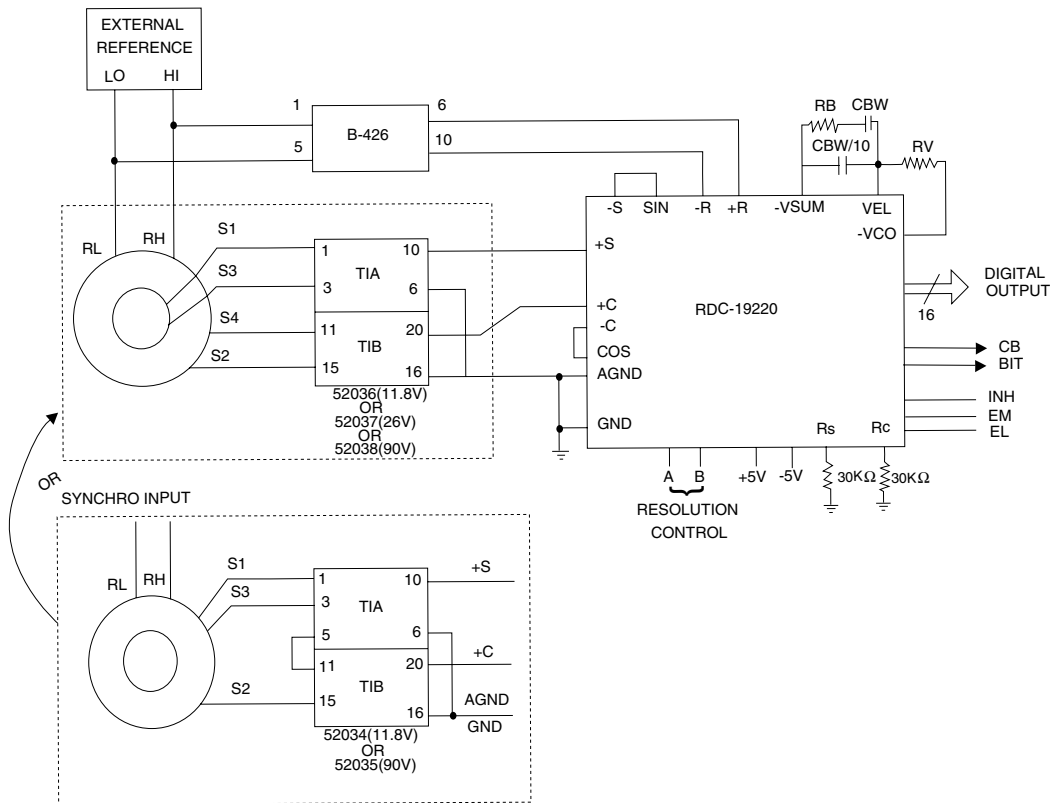 EXTERNAL
REFERENCE
LO HI
1
5
B-426
6
10
RB CBW
CBW/10
RV
-S SIN -R +R -VSUM VEL
-VCO
+S
+C
-C
COS
AGND
GND
RDC-19220
DIGITAL
OUTPUT
16
CB
BIT
INH
EM
EL
Rs Rc
A B +5V -5V 30KΩ 30KΩ
RESOLUTION
CONTROL
RL RH S1
S3
S4
S2
1 10
TIA
3 6
11 20
TIB
15 16
52036(11.8V)
OR
52037(26V)
OR
52038(90V)
OR
SYNCHRO INPUT
RL RH S1
S3
S2
1 10
3
TIA
5 6
11 20
TIB
15
16
+S
+C
AGND
GND
52034(11.8V)
OR
52035(90V)